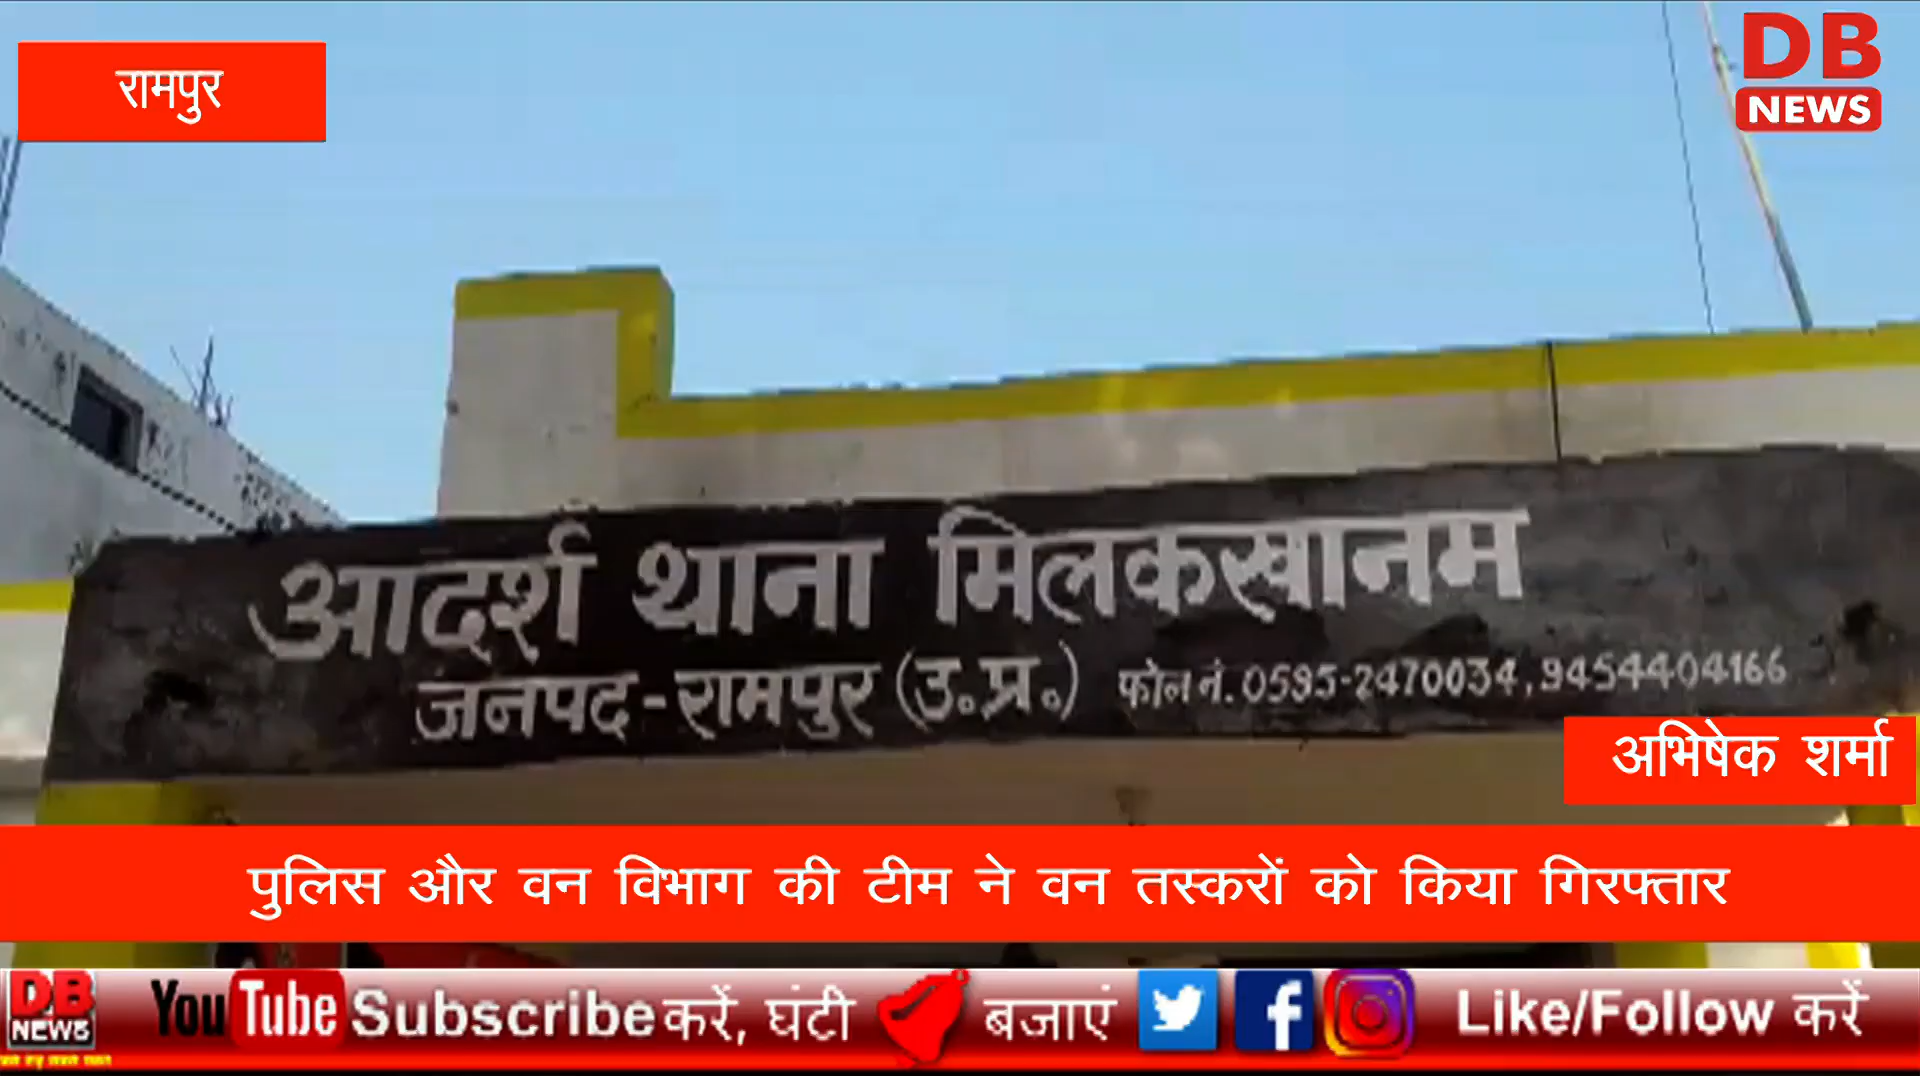 रामपुर
DB
NEWS
आदर्श थाना मिलकखानम
जनपद-रामपुर (उ.प्र.) फोन नं. 0595-2470034, 9454404166
अभिषेक शर्मा
पुलिस और वन विभाग की टीम ने वन तस्करों को किया गिरफ्तार
DB
NEWS
YouTube Subscribe करें, घंटी बजाएं Like/Follow करें